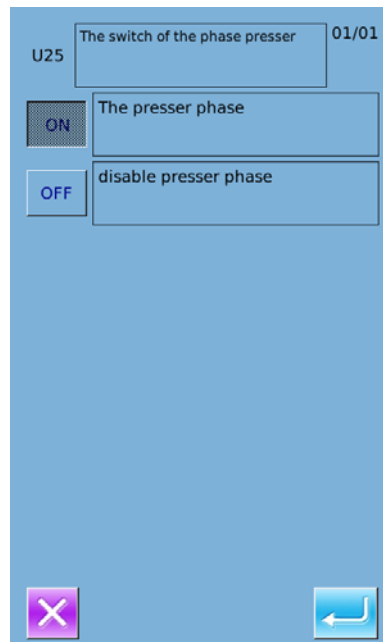 The switch of the phase presser
01/01
U25
ON
The presser phase
OFF
disable presser phase